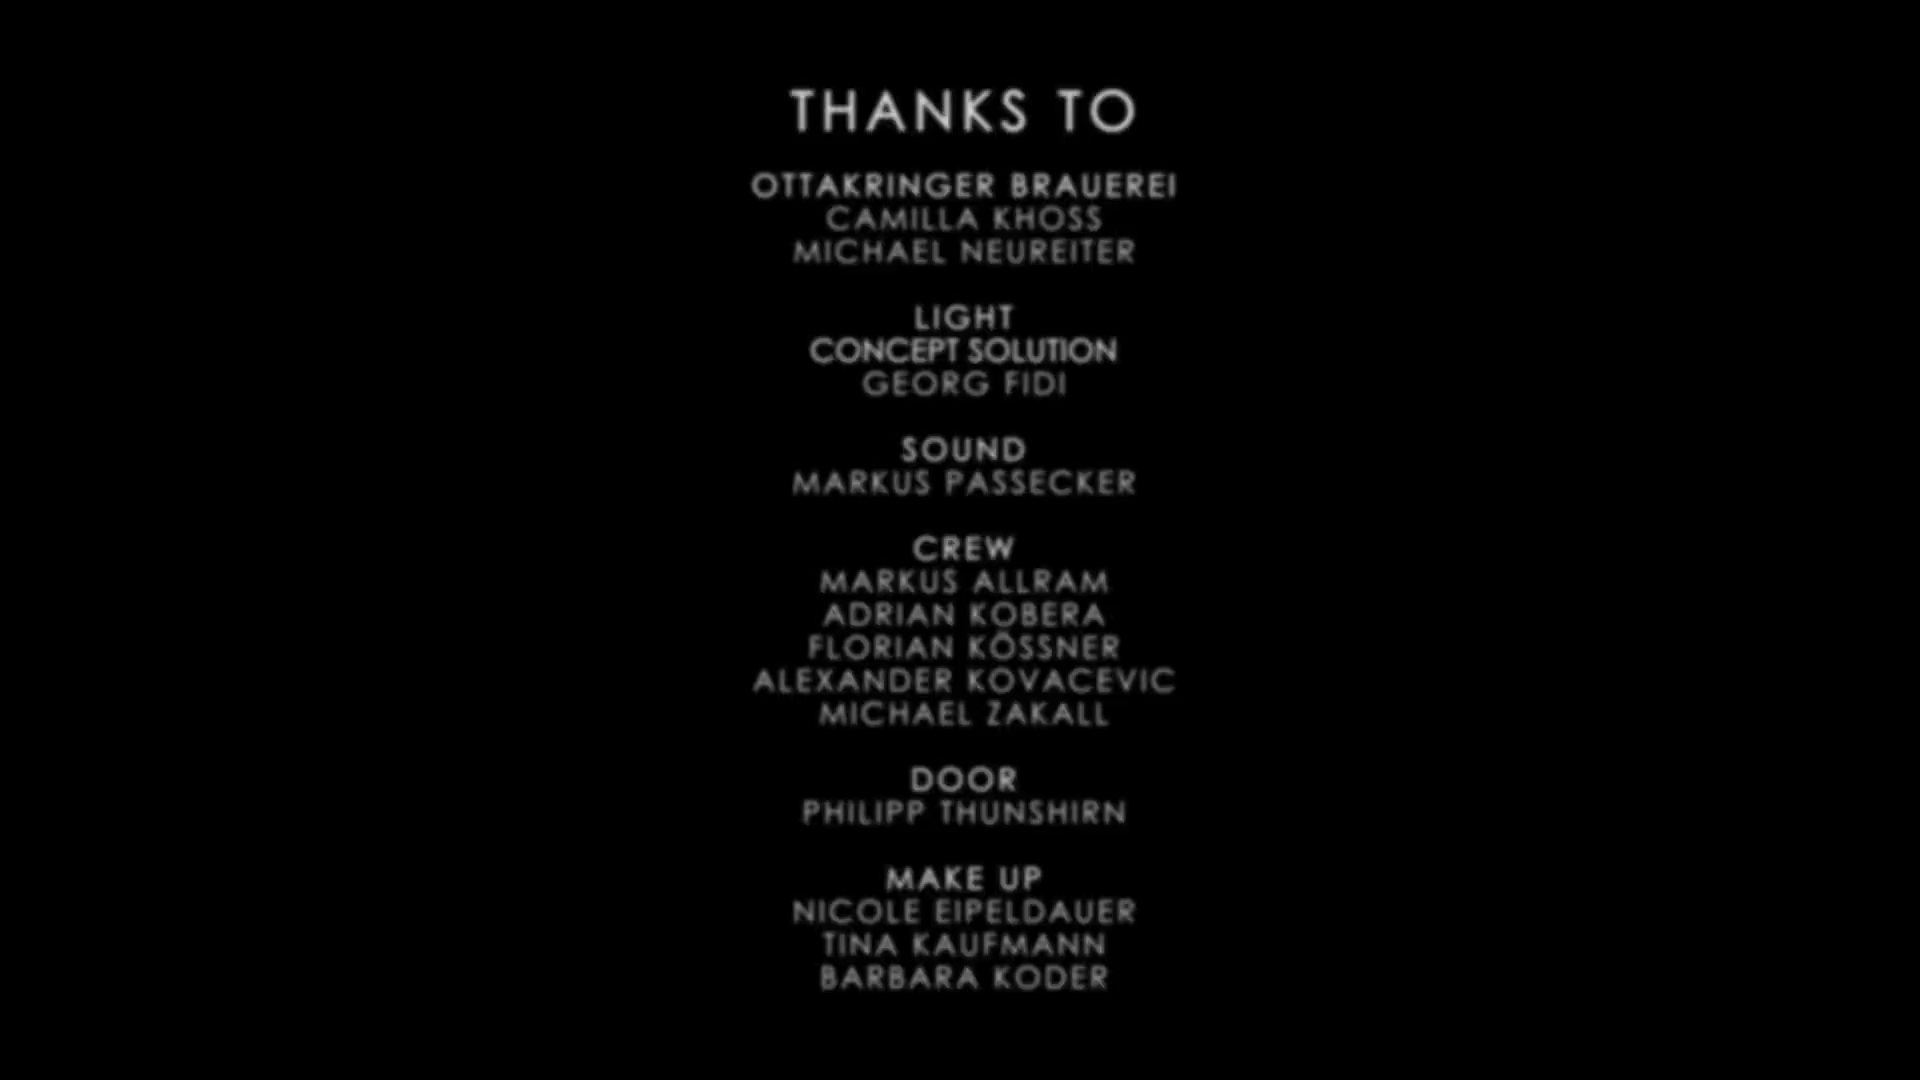 THANKS TO
OTTAKRINGER BRAUEREI
CAMILLA KHOSS
MICHAEL NEUREITER
LIGHT
CONCEPT SOLUTION
GEORG FIDI
SOUND
MARKUS PASSECKER
CREW
MARKUS ALLRAM
ADRIAN KOBERA
FLORIAN KÖSSNER
ALEXANDER KOVACEVIC
MICHAEL ZAKALL
DOOR
PHILIPP THUNSHIRN
MAKE UP
NICOLE EIPELDAUER
TINA KAUFMANN
BARBARA KODER